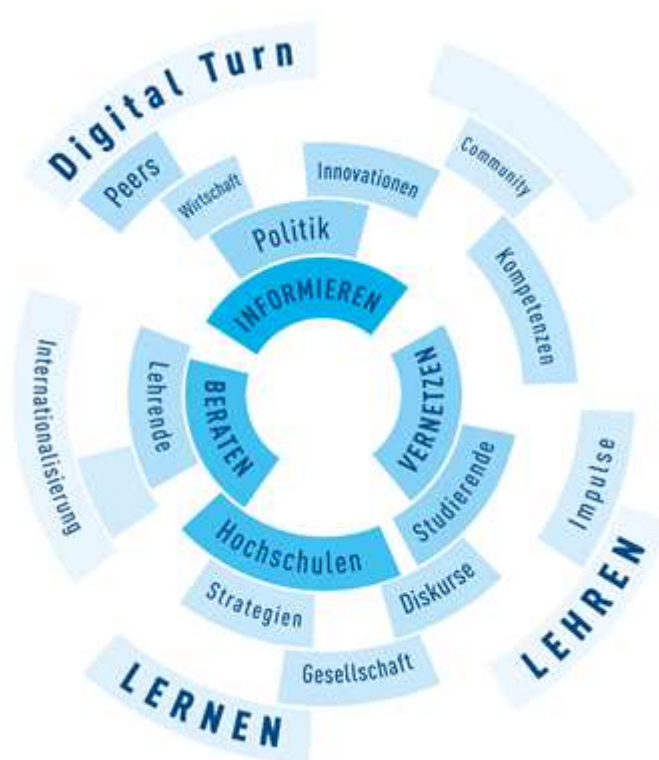 Digital Turn
Peers
Wirtschaft
Innovationen
Community
Politik
INFORMIEREN
Kompetenzen
Internationalisierung
Lehrende
BERATEN
VERNETZEN
Studierende
Impulse
Hochschulen
Diskurse
Strategien
LEHREN
Gesellschaft
LERNEN